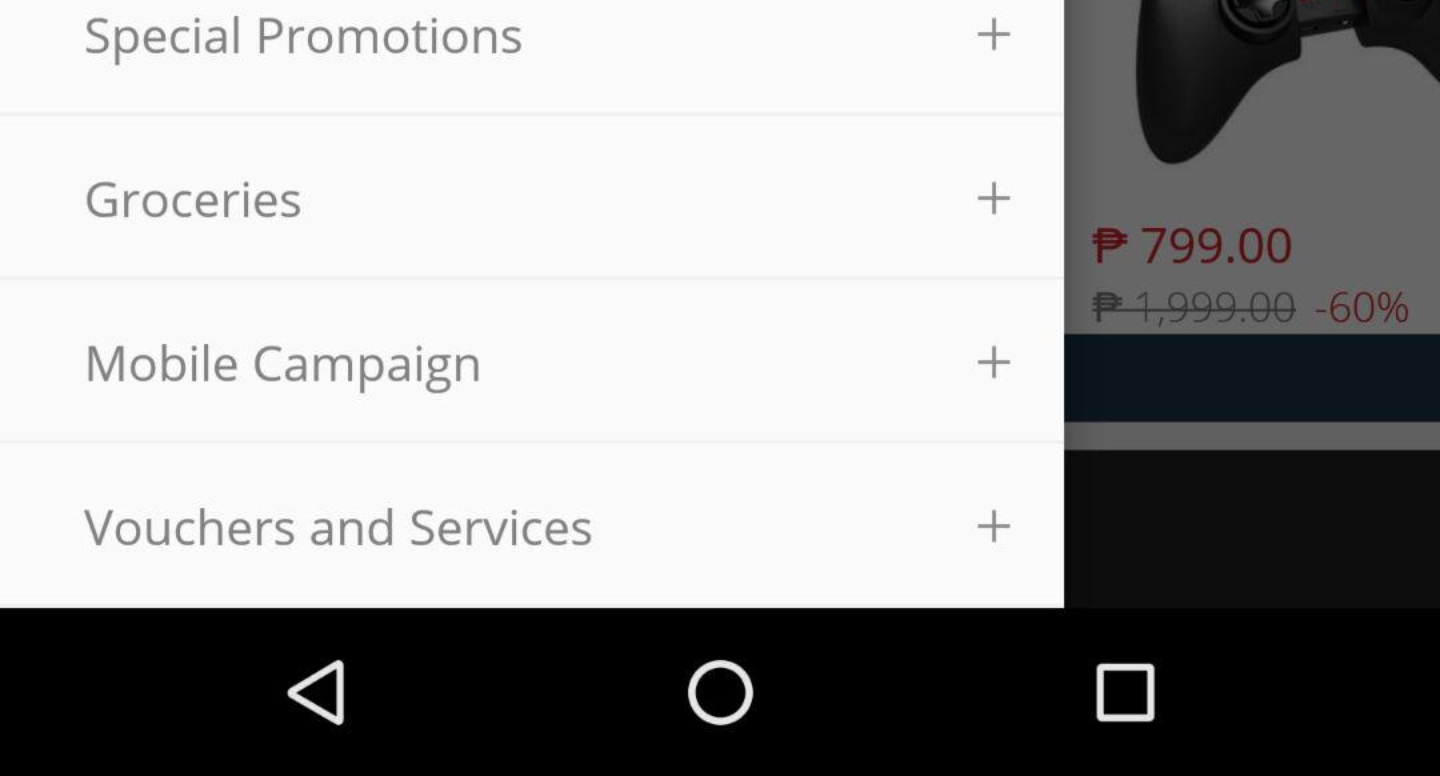 Special Promotions +
Groceries +
Mobile Campaign +
Vouchers and Services +
₱ 799.00
₱ 1,999.00 -60%